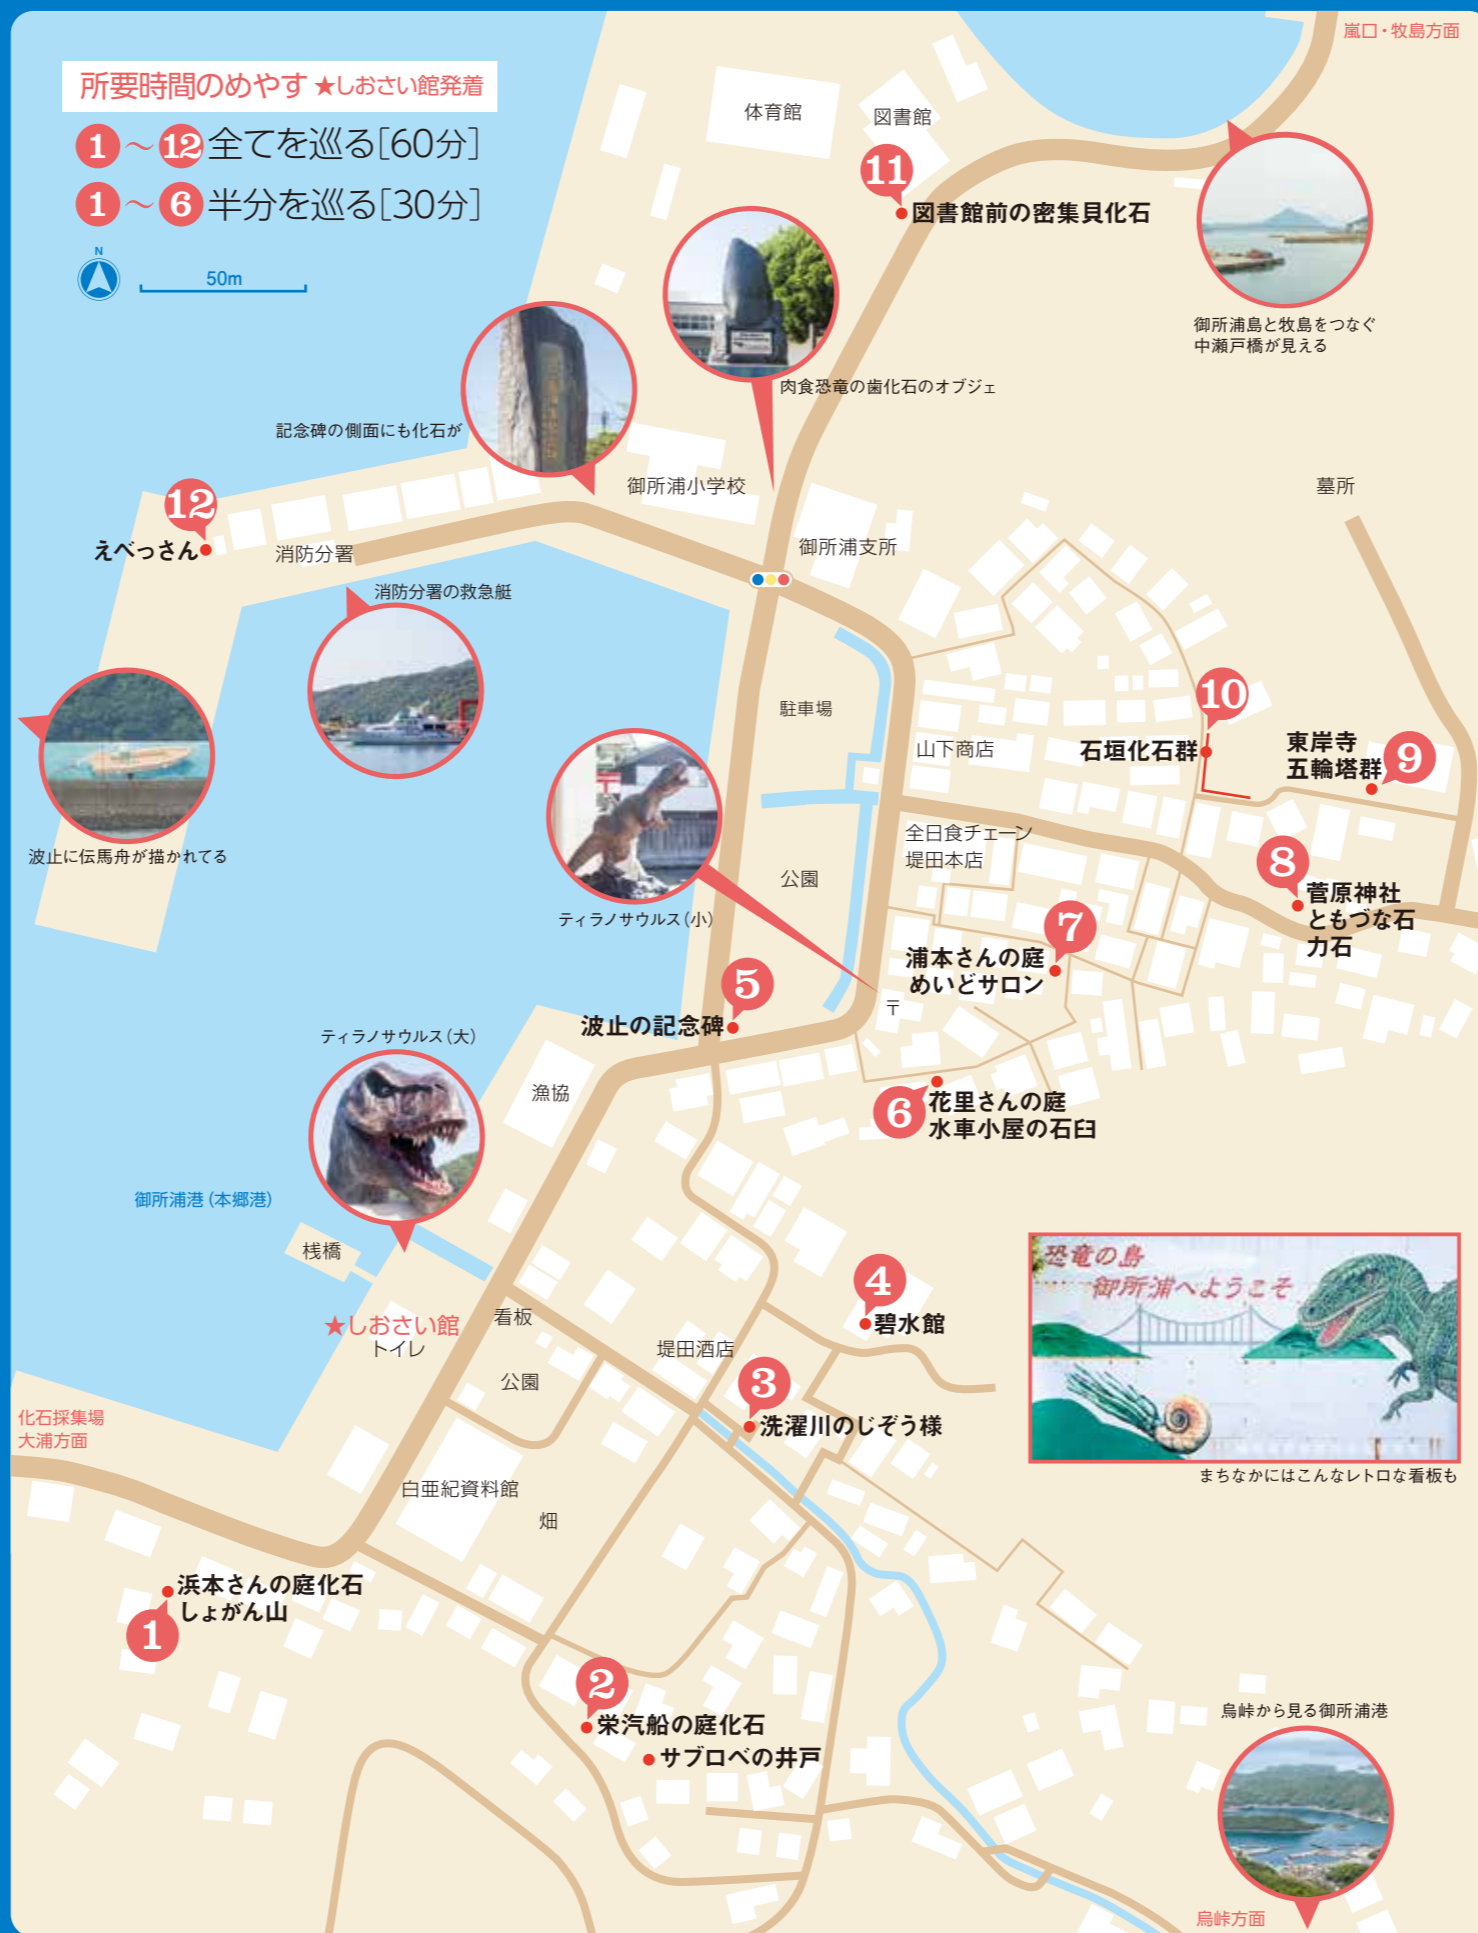 嵐口・牧島方面
所要時間のめやす ★しおさい館発着
1～12全てを巡る[60分]
1～6半分を巡る[30分]
N
50m
体育館
図書館
11
図書館前の密集貝化石
御所浦島と牧島をつなぐ
中瀬戸橋が見える
肉食恐竜の歯化石のオブジェ
記念碑の側面にも化石が
御所浦小学校
墓所
12
えべっさん
消防分署
御所浦支所
消防分署の救急艇
駐車場
山下商店
10
石垣化石群
東岸寺
五輪塔群
9
波止に伝馬舟が描かれてる
全日食チェーン
堤田本店
公園
8
菅原神社
ともづな石
力石
ティラノサウルス(小)
7
浦本さんの庭
めいどサロン
5
波止の記念碑
〒
ティラノサウルス(大)
漁協
6
花里さんの庭
水車小屋の石臼
御所浦港(本郷港)
桟橋
★しおさい館
トイレ
看板
公園
堤田酒店
4
碧水館
3
洗濯川のじぞう様
恐竜の島
御所浦へようこそ
まちなかにはこんなレトロな看板も
化石採集場
大浦方面
白亜紀資料館
畑
浜本さんの庭化石
しょがん山
1
2
栄汽船の庭化石
サブロベの井戸
烏峠から見る御所浦港
烏峠方面